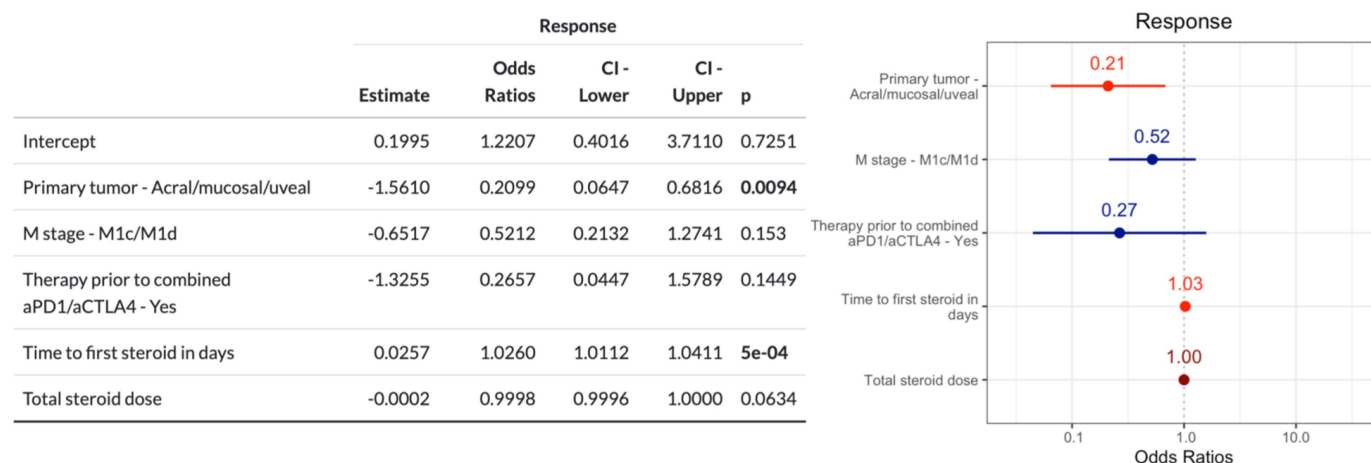 Response
Estimate Odds Ratios CI - Lower CI - Upper p
Intercept 0.1995 1.2207 0.4016 3.7110 0.7251
Primary tumor - Acral/mucosal/uveal -1.5610 0.2099 0.0647 0.6816 0.0094
M stage - M1c/M1d -0.6517 0.5212 0.2132 1.2741 0.153
Therapy prior to combined -1.3255 0.2657 0.0447 1.5789 0.1449
aPD1/aCTLA4 - Yes
Time to first steroid in days 0.0257 1.0260 1.0112 1.0411 5e-04
Total steroid dose -0.0002 0.9998 0.9996 1.0000 0.0634
Response
Primary tumor -
Acral/mucosal/uveal
0.21
M stage - M1c/M1d
0.52
Therapy prior to combined
aPD1/aCTLA4 - Yes
0.27
Time to first steroid in
days
1.03
Total steroid dose
1.00
0.1 1.0 10.0
Odds Ratios